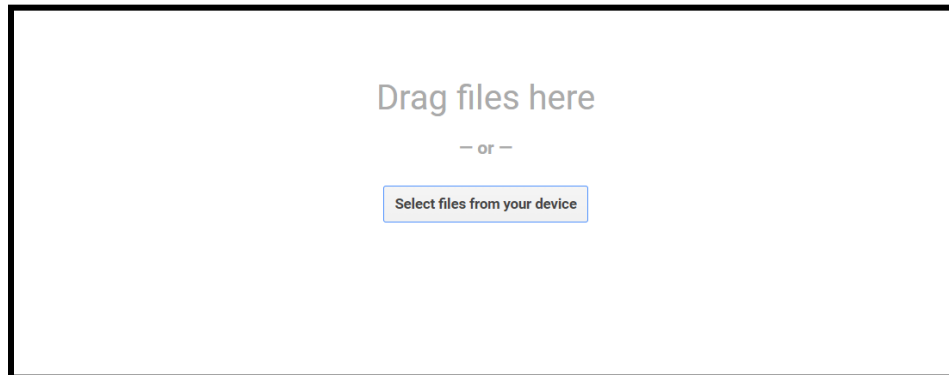 Drag files here
— or —
Select files from your device